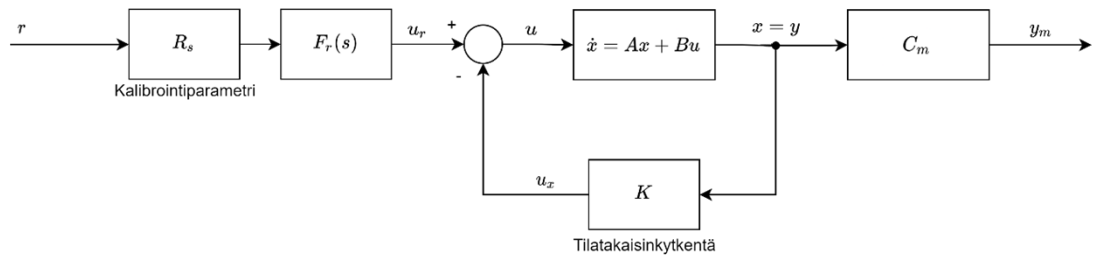 r
R_s
F_r(s)
u_r
+
-
u
ẋ = Ax + Bu
x = y
C_m
y_m
Kalibrointiparametri
u_x
K
Tilatakaisinkytkentä